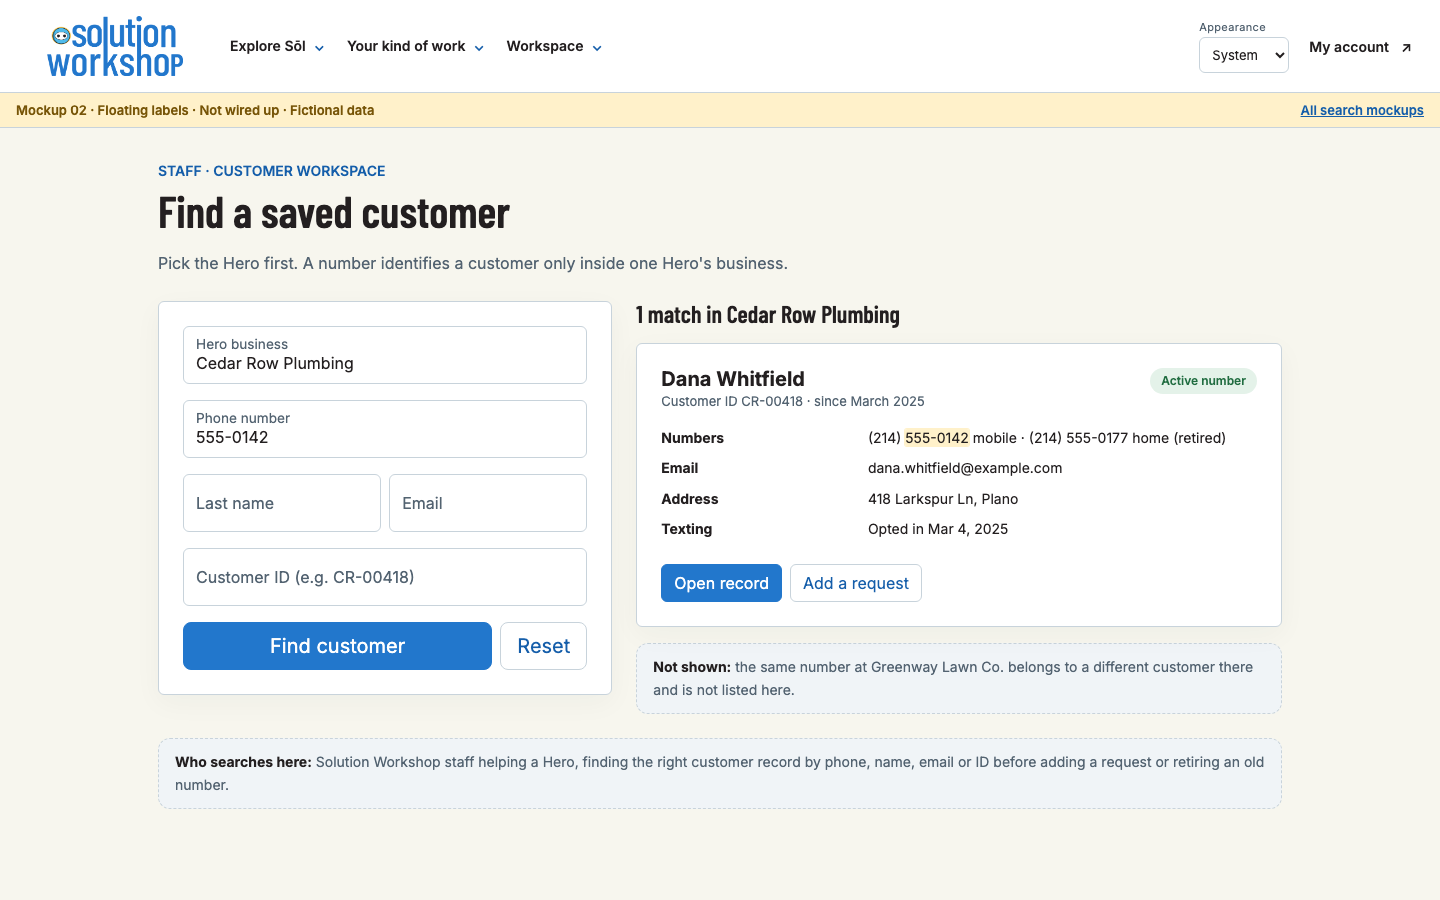 solution
workshop
Explore Sōl
Your kind of work
Workspace
Appearance
System
My account
Mockup 02 · Floating labels · Not wired up · Fictional data
All search mockups
STAFF · CUSTOMER WORKSPACE
Find a saved customer
Pick the Hero first. A number identifies a customer only inside one Hero's business.
Hero business
Cedar Row Plumbing
Phone number
555-0142
Last name
Email
Customer ID (e.g. CR-00418)
Find customer
Reset
1 match in Cedar Row Plumbing
Dana Whitfield
Active number
Customer ID CR-00418 · since March 2025
Numbers
(214) 555-0142 mobile · (214) 555-0177 home (retired)
Email
dana.whitfield@example.com
Address
418 Larkspur Ln, Plano
Texting
Opted in Mar 4, 2025
Open record
Add a request
Not shown: the same number at Greenway Lawn Co. belongs to a different customer there
and is not listed here.
Who searches here: Solution Workshop staff helping a Hero, finding the right customer record by phone, name, email or ID before adding a request or retiring an old
number.